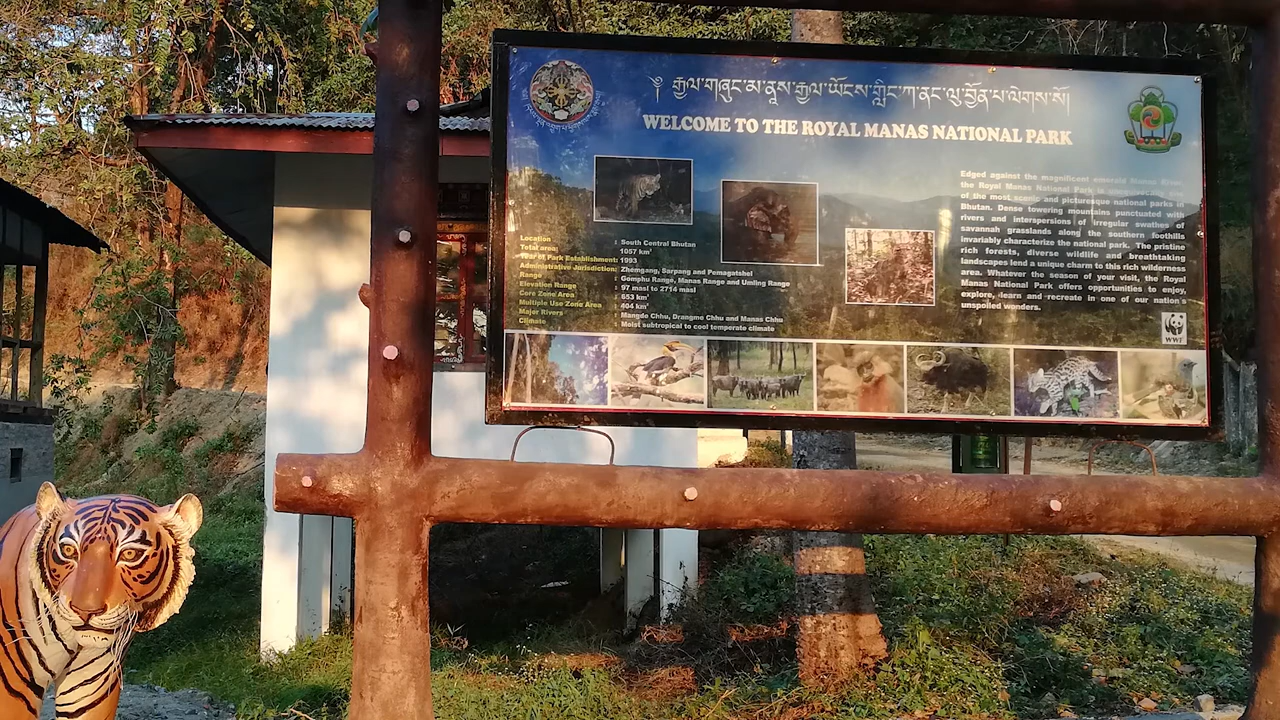 ༄ རྒྱལ་གཞུང་མ་ནཱས་རྒྱལ་ཡོངས་གླིང་ཀ་ནང་ལུ་བྱོན་པ་ལེགས་སོ།
WELCOME TO THE ROYAL MANAS NATIONAL PARK
Location : South Central Bhutan
Total area: : 1057 km²
Year of Park Establishment: 1993
Administrative Jurisdiction: Zhemgang, Sarpang and Pemagatshel
Range : Gomphu Range, Manas Range and Umling Range
Elevation Range : 97 masl to 2714 masl
Core Zone Area : 653 km²
Multiple Use Zone Area : 404 km²
Major Rivers : Mangde Chhu, Drangme Chhu and Manas Chhu
Climate : Moist subtropical to cool temperate climate
Edged against the magnificent emerald
the Royal Manas National Park is
of the most scenic and picturesque national parks in
Bhutan. Dense towering mountains punctuated with
rivers and interspersions of irregular swathes of
savannah grasslands along the southern foothills
invariably characterize the national park. The pristine
rich forests, diverse wildlife and breathtaking
landscapes lend a unique charm to this rich wilderness
area. Whatever the season of your visit, the Royal
Manas National Park offers opportunities to enjoy,
explore, learn and recreate in one of our nation's
unspoiled wonders.
WWF